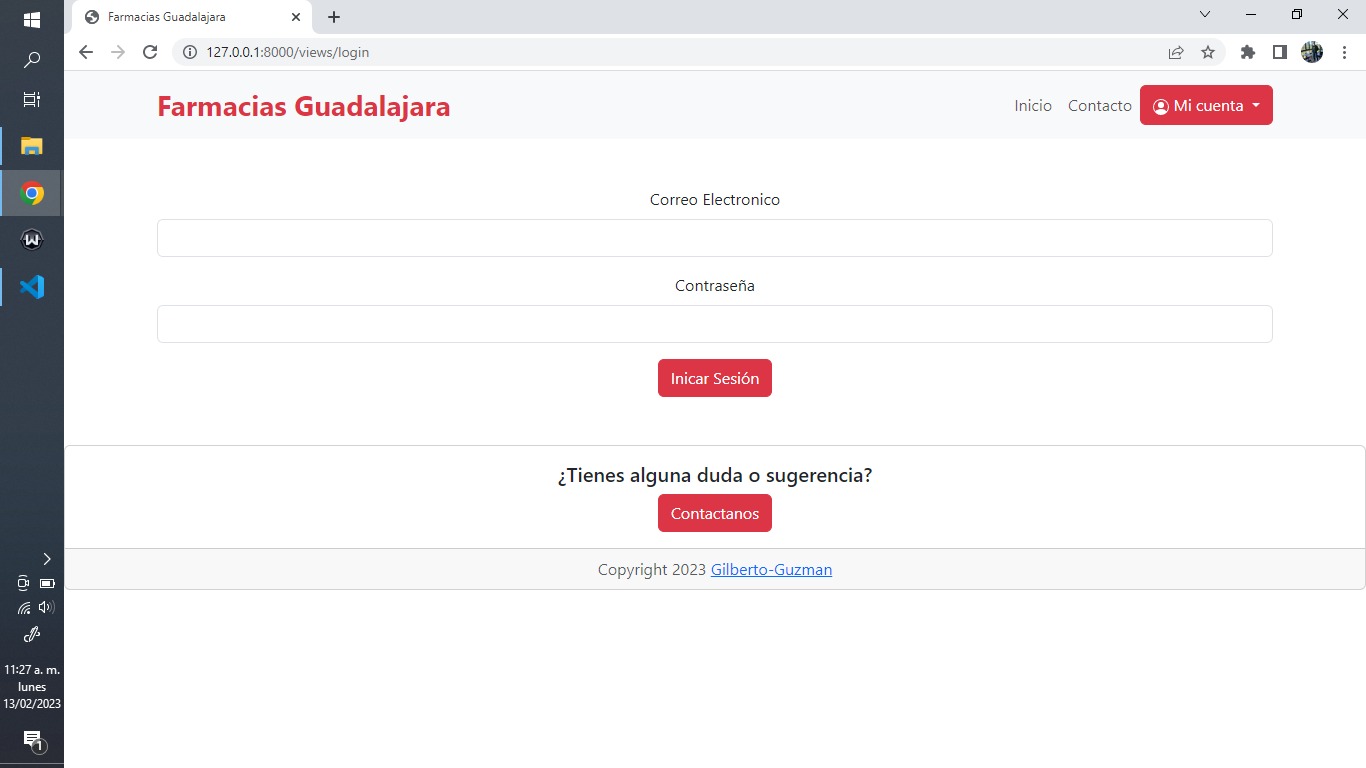 Farmacias Guadalajara
127.0.0.1:8000/views/login
Farmacias Guadalajara
Inicio
Contacto
Mi cuenta
Correo Electronico
Contraseña
Inicar Sesión
¿Tienes alguna duda o sugerencia?
Contactanos
Copyright 2023 Gilberto-Guzman
11:27 a. m.
lunes
13/02/2023
1